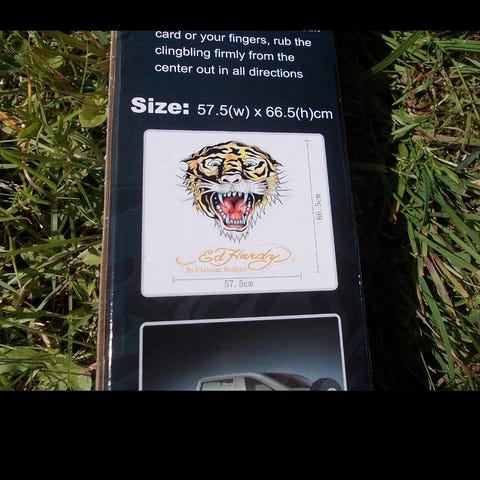 card or your fingers, rub the
clingbling firmly from the
center out in all directions
Size: 57.5(w) x 66.5(h)cm
66.5cm
Ed Hardy
By Christian Audigier
57.5cm